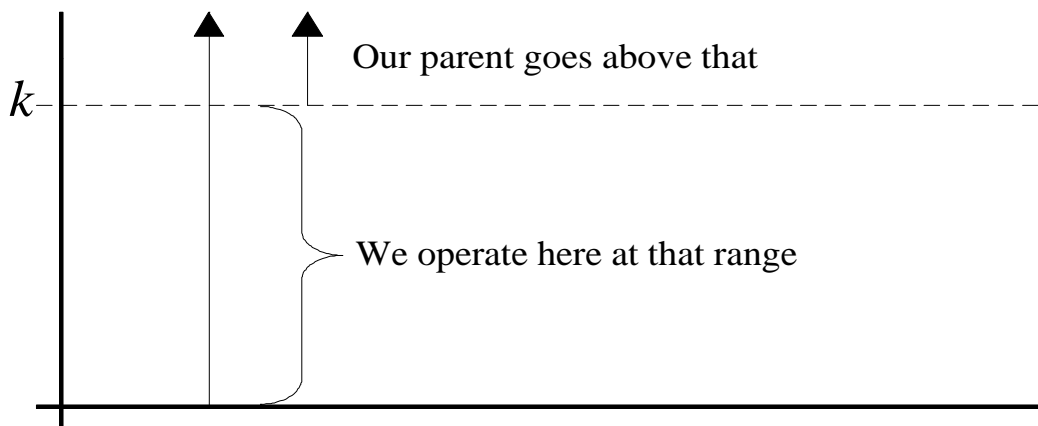 Our parent goes above that
k
We operate here at that range